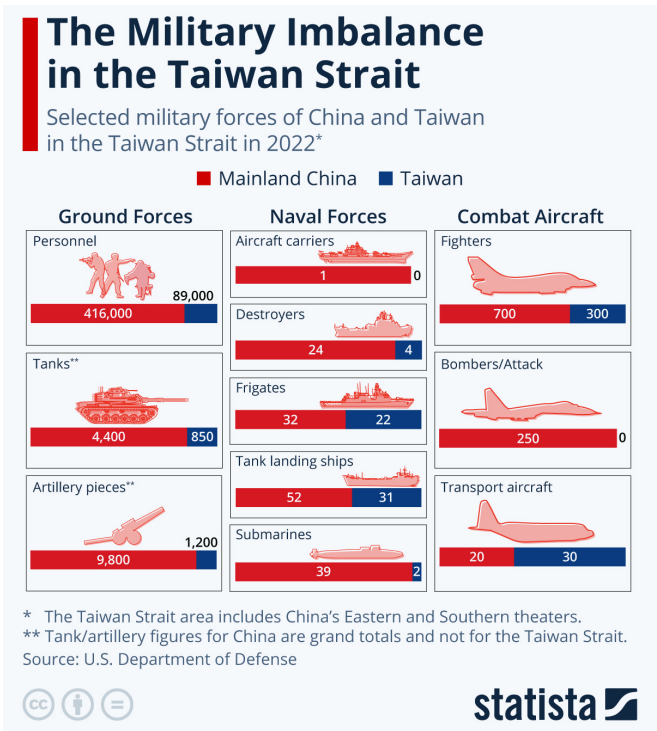 The Military Imbalance
in the Taiwan Strait
Selected military forces of China and Taiwan
in the Taiwan Strait in 2022*
Mainland China
Taiwan
Ground Forces
Personnel
89,000
416,000
Tanks**
4,400
850
Artillery pieces**
1,200
9,800
Naval Forces
Aircraft carriers
1
0
Destroyers
24
4
Frigates
32
22
Tank landing ships
52
31
Submarines
39
2
Combat Aircraft
Fighters
700
300
Bombers/Attack
250
0
Transport aircraft
20
30
* The Taiwan Strait area includes China’s Eastern and Southern theaters.
** Tank/artillery figures for China are grand totals and not for the Taiwan Strait.
Source: U.S. Department of Defense
cc
=
statista